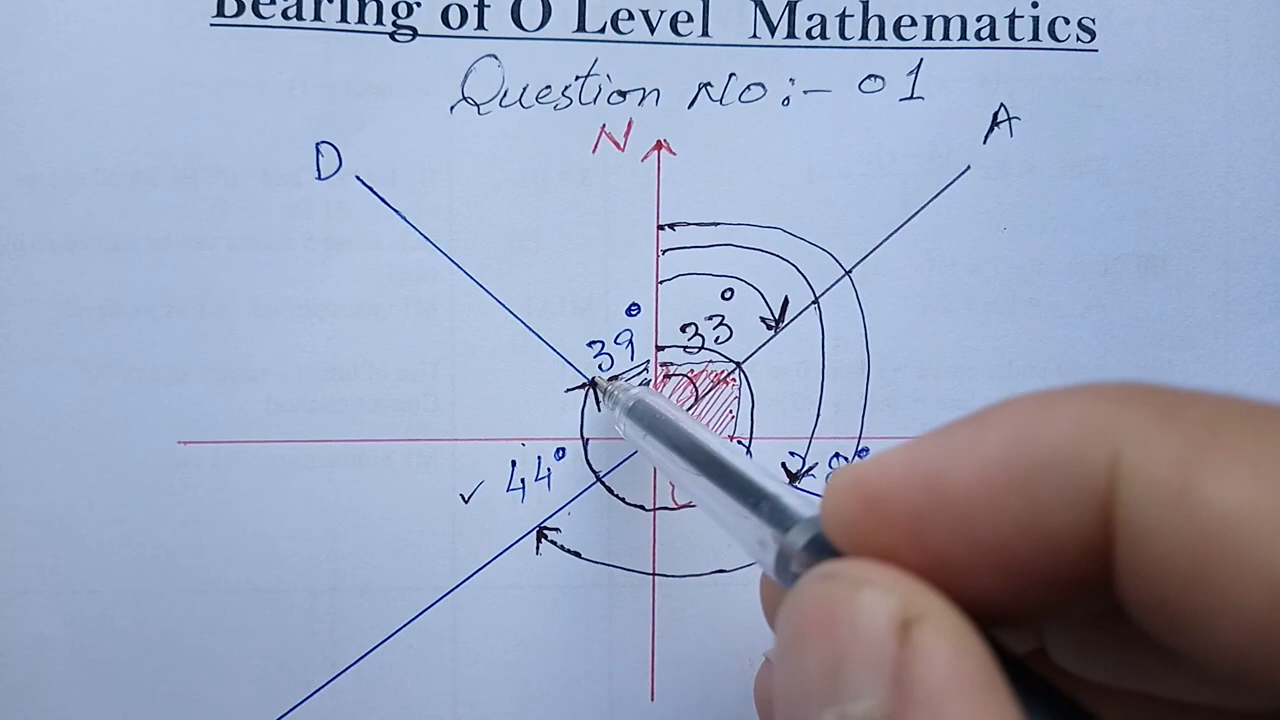 Bearing of O Level Mathematics
Question No:- 01
D N A
39° 33°
✓ 44°